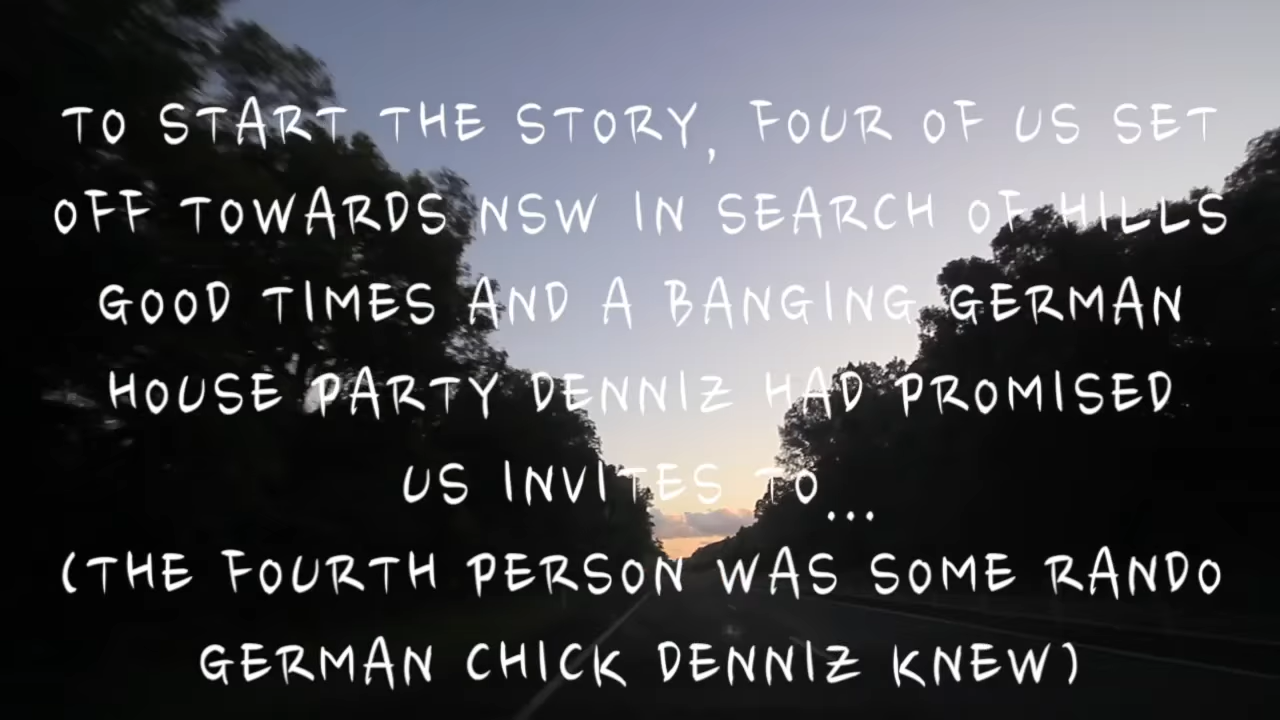 TO START THE STORY, FOUR OF US SET
OFF TOWARDS NSW IN SEARCH OF HILLS
GOOD TIMES AND A BANGING GERMAN
HOUSE PARTY DENNIZ HAD PROMISED
US INVITES TO...
(THE FOURTH PERSON WAS SOME RANDO
GERMAN CHICK DENNIZ KNEW)